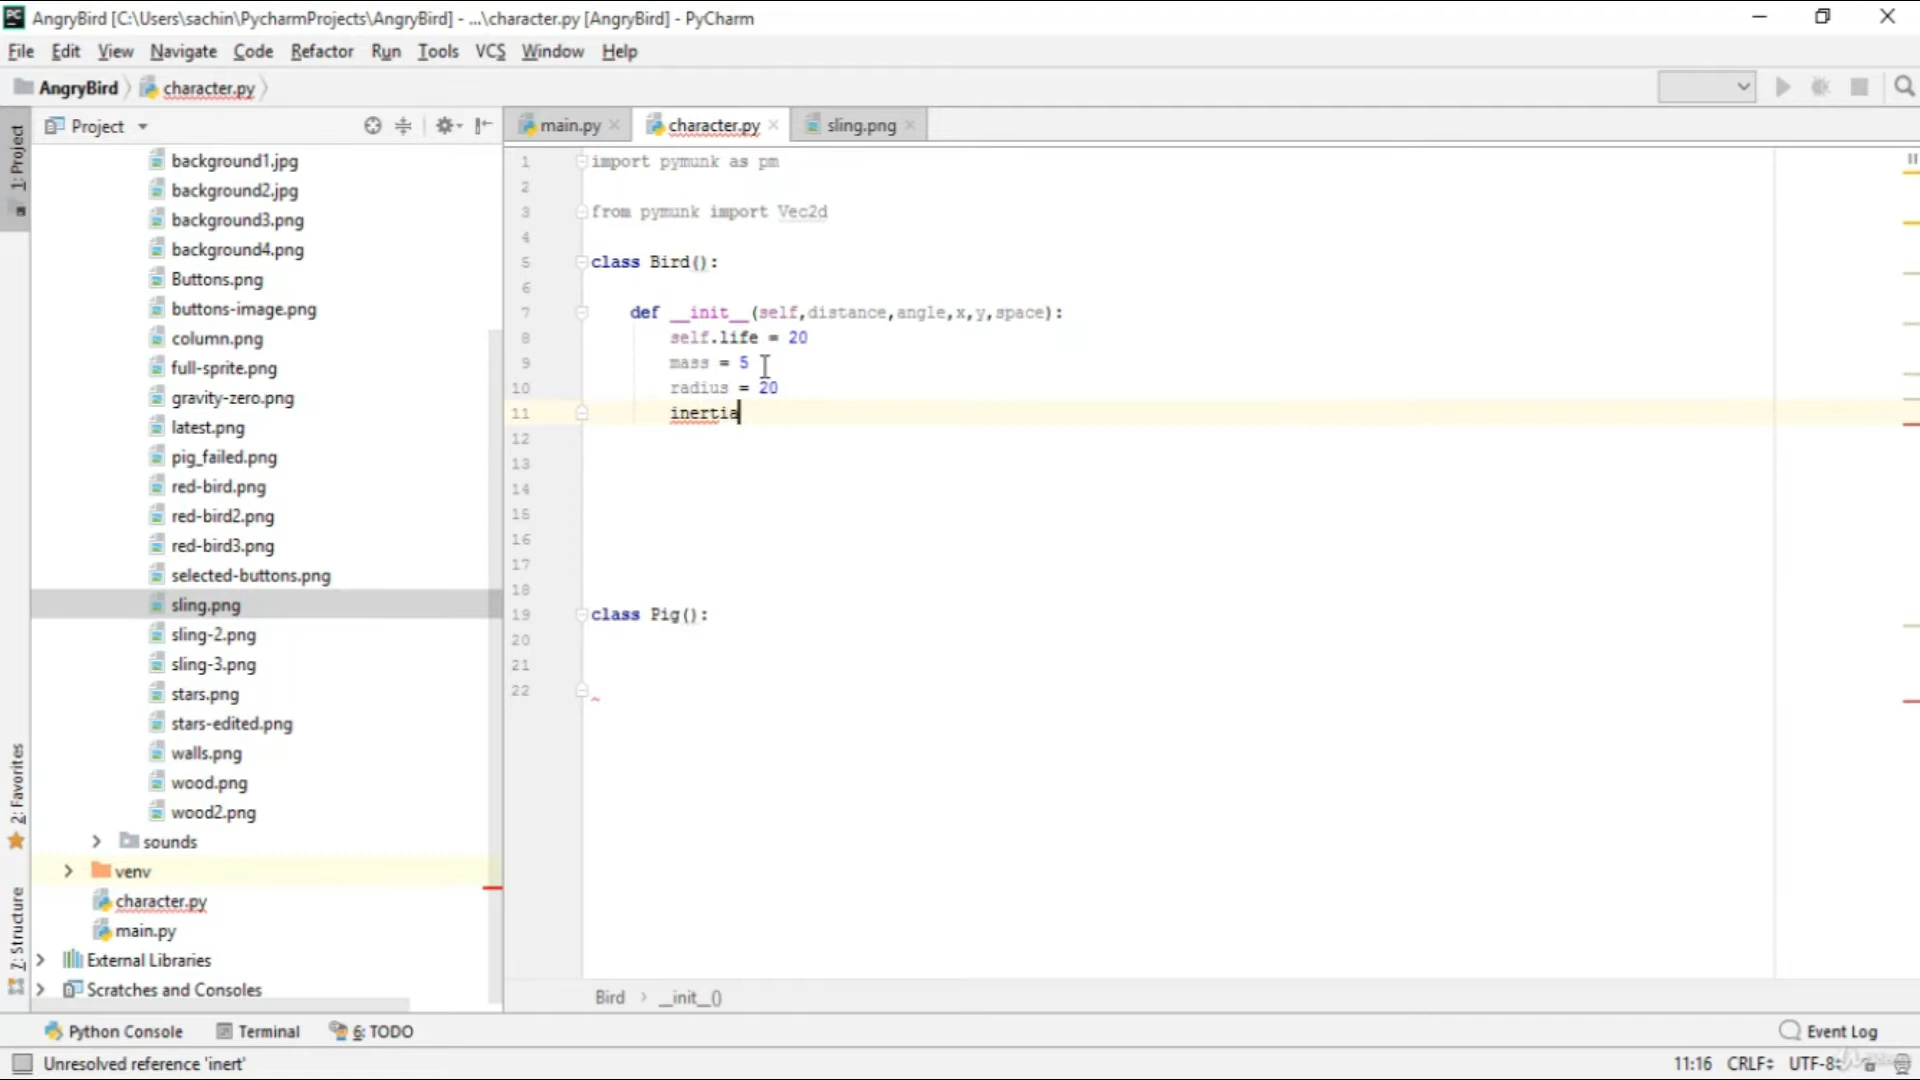 AngryBird [C:\Users\sachin\PycharmProjects\AngryBird] - ...\character.py [AngryBird] - PyCharm
File Edit View Navigate Code Refactor Run Tools VCS Window Help
AngryBird character.py
1: Project
2: Favorites
7: Structure
Project
background1.jpg
background2.jpg
background3.png
background4.png
Buttons.png
buttons-image.png
column.png
full-sprite.png
gravity-zero.png
latest.png
pig_failed.png
red-bird.png
red-bird2.png
red-bird3.png
selected-buttons.png
sling.png
sling-2.png
sling-3.png
stars.png
stars-edited.png
walls.png
wood.png
wood2.png
sounds
venv
character.py
main.py
External Libraries
Scratches and Consoles
main.py character.py sling.png
1 import pymunk as pm
2
3 from pymunk import Vec2d
4
5 class Bird():
6
7 def __init__(self,distance,angle,x,y,space):
8 self.life = 20
9 mass = 5
10 radius = 20
11 inertia
12
13
14
15
16
17
18
19 class Pig():
20
21
22
Bird __init__()
Python Console Terminal 6: TODO Event Log
Unresolved reference 'inert' 11:16 CRLF UTF-8